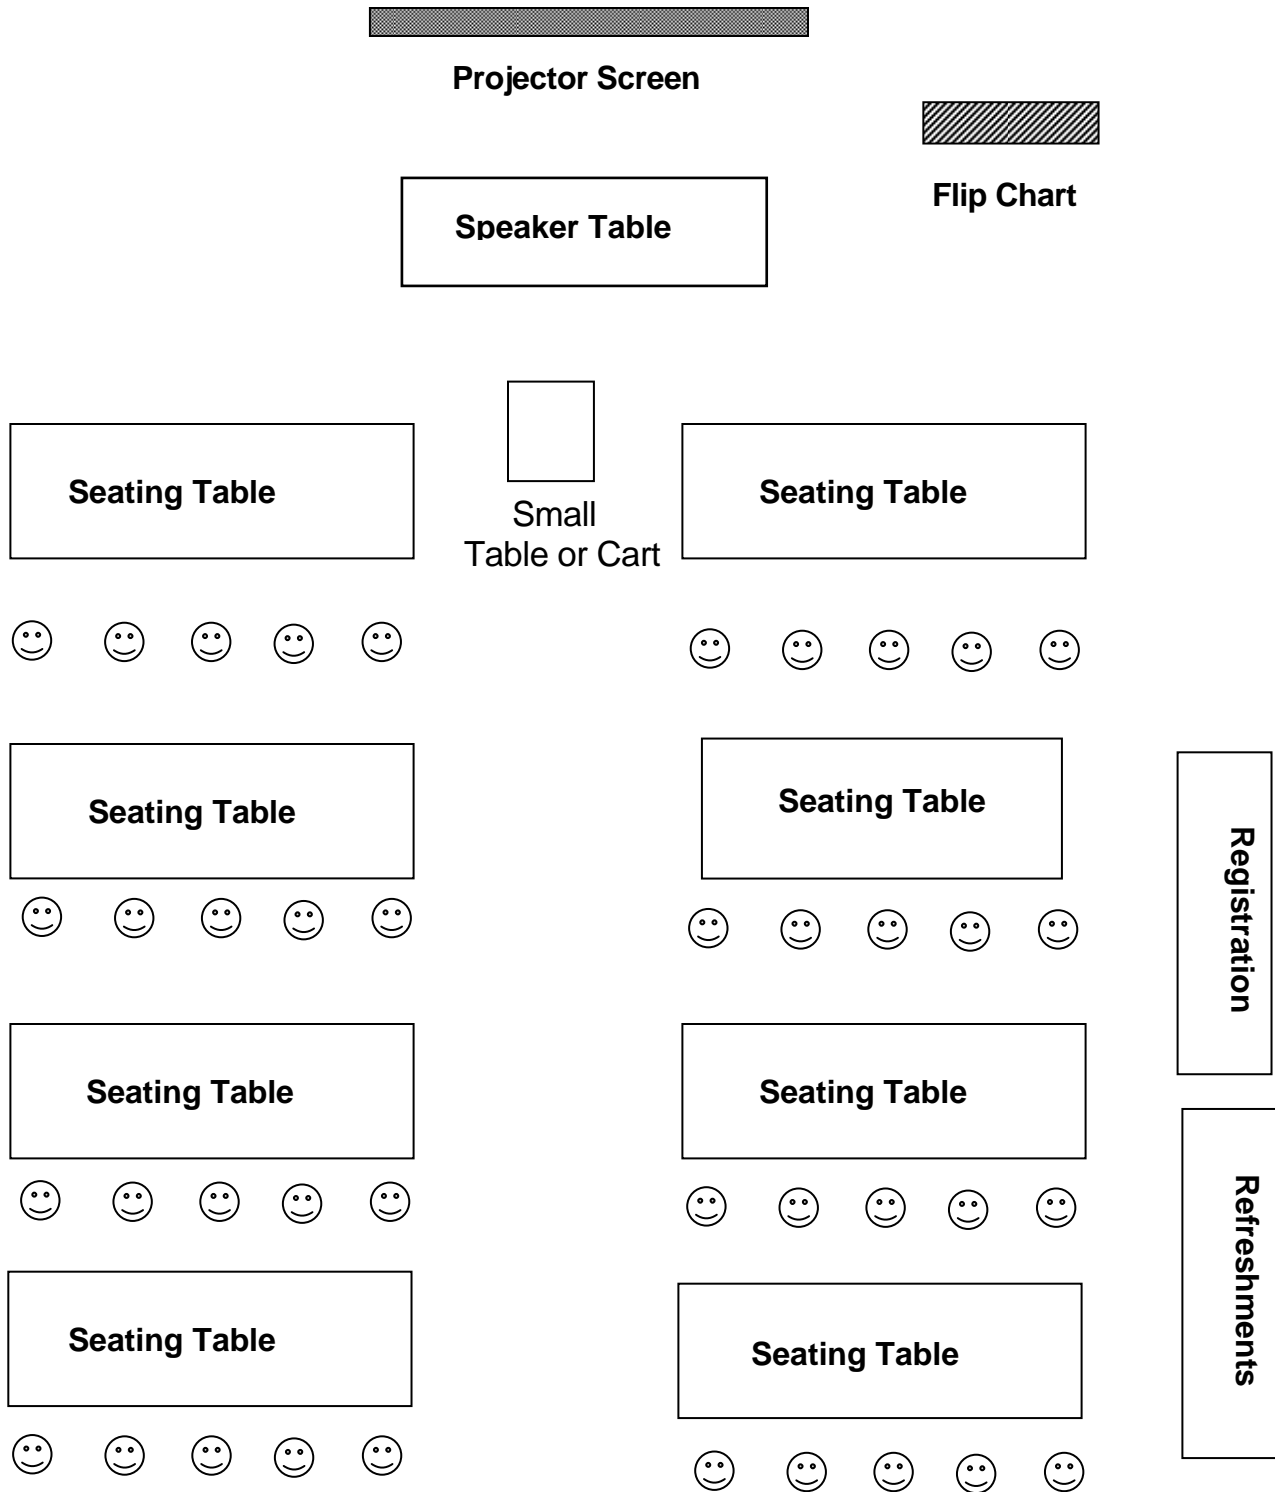 Projector Screen
Flip Chart
Speaker Table
Seating Table
Small
Table or Cart
Seating Table
Seating Table
Seating Table
Registration
Seating Table
Seating Table
Refreshments
Seating Table
Seating Table